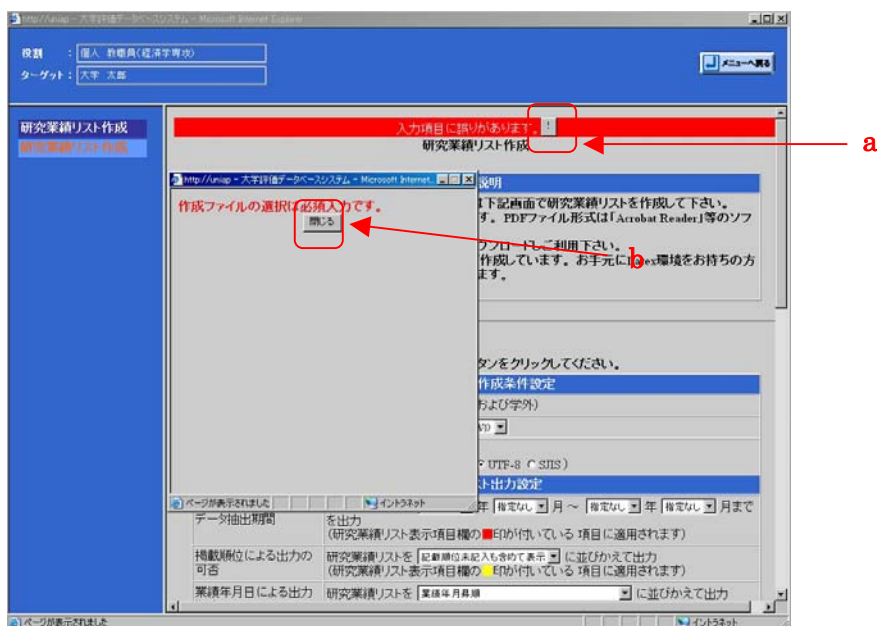 http://uniap - 大学評価データベースシステム - Microsoft Internet Explorer
役割 : 個人 教職員(経済学専攻)
ターゲット : 大学 太郎
メニューへ戻る
研究業績リスト作成
研究業績リスト作成
入力項目に誤りがあります。 !
a
研究業績リスト作成
http://uniap - 大学評価データベースシステム - Microsoft Internet...
説明
作成ファイルの選択は必須入力です。
閉じる
は下記画面で研究業績リストを作成して下さい。
す。PDFファイル形式は「Acrobat Reader」等のソフ
ウンロードしご利用下さい。
b
作成しています。お手元に 環境をお持ちの方
ます。
タンをクリックしてください。
作成条件設定
および学外)
UTF-8 SJIS )
スト出力設定
ページが表示されました イントラネット
年 指定なし 月 ~ 指定なし 年 指定なし 月まで
データ抽出期間 を出力
(研究業績リスト表示項目欄の 印が付いている 項目に適用されます)
掲載順位による出力の可否 研究業績リストを 記載順位未記入も含めて表示 に並びかえて出力
(研究業績リスト表示項目欄の 印が付いている 項目に適用されます)
業績年月日による出力 研究業績リストを 業績年月昇順 に並びかえて出力
ページが表示されました イントラネット